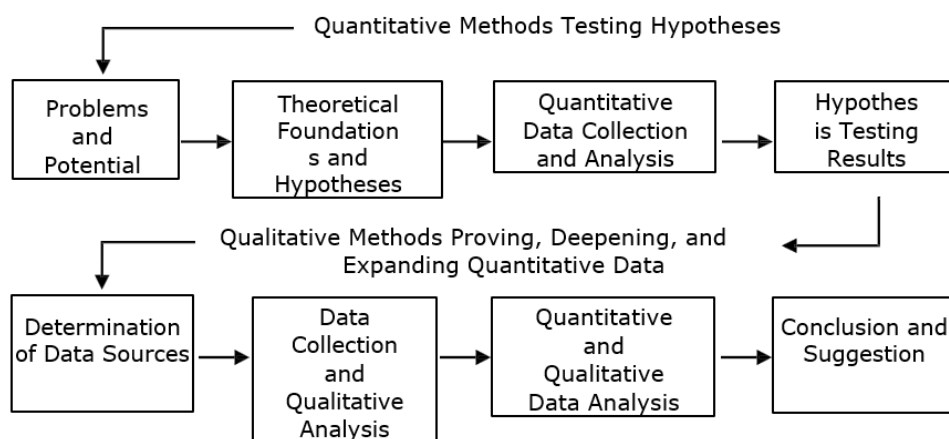 Quantitative Methods Testing Hypotheses
Problems
and
Potential
Theoretical
Foundation
s and
Hypotheses
Quantitative
Data Collection
and Analysis
Hypothes
is Testing
Results
Qualitative Methods Proving, Deepening, and
Expanding Quantitative Data
Determination
of Data Sources
Data
Collection
and
Qualitative
Analysis
Quantitative
and
Qualitative
Data Analysis
Conclusion and
Suggestion